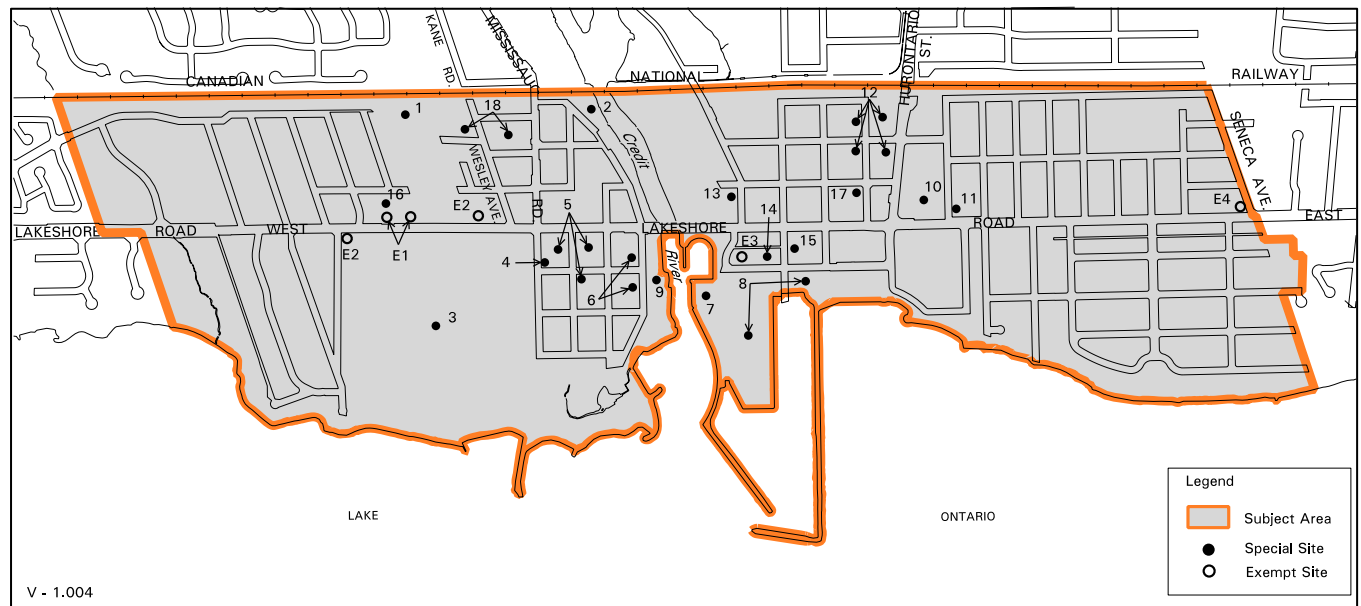 KANE RD.
MISSISSAU
HURONTARIO ST.
CANADIAN NATIONAL RAILWAY
1
18
2
12
Credit
SENECA AVE.
WESLEY AVE.
16
13
17
10
11
E4
E2
5
RD.
14
LAKESHORE ROAD WEST LAKESHORE ROAD EAST
E2
E1
E3
15
4
River
6
9
7
8
3
LAKE ONTARIO
Legend
Subject Area
Special Site
Exempt Site
V - 1.004